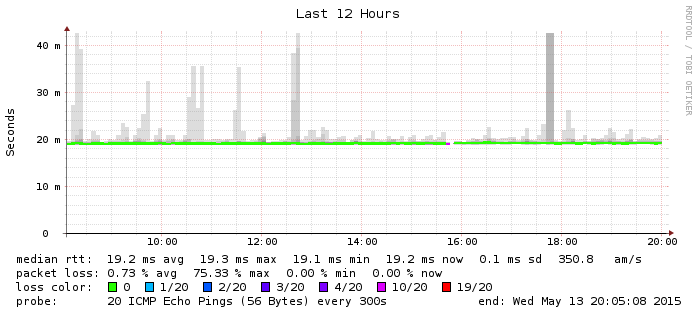 Last 12 Hours
RRDTOOL / TOBI OETIKER
Seconds
40 m
30 m
20 m
10 m
0
10:00 12:00 14:00 16:00 18:00 20:00
median rtt: 19.2 ms avg 19.3 ms max 19.1 ms min 19.2 ms now 0.1 ms sd 350.8 am/s
packet loss: 0.73 % avg 75.33 % max 0.00 % min 0.00 % now
loss color: 0 1/20 2/20 3/20 4/20 10/20 19/20
probe: 20 ICMP Echo Pings (56 Bytes) every 300s end: Wed May 13 20:05:08 2015